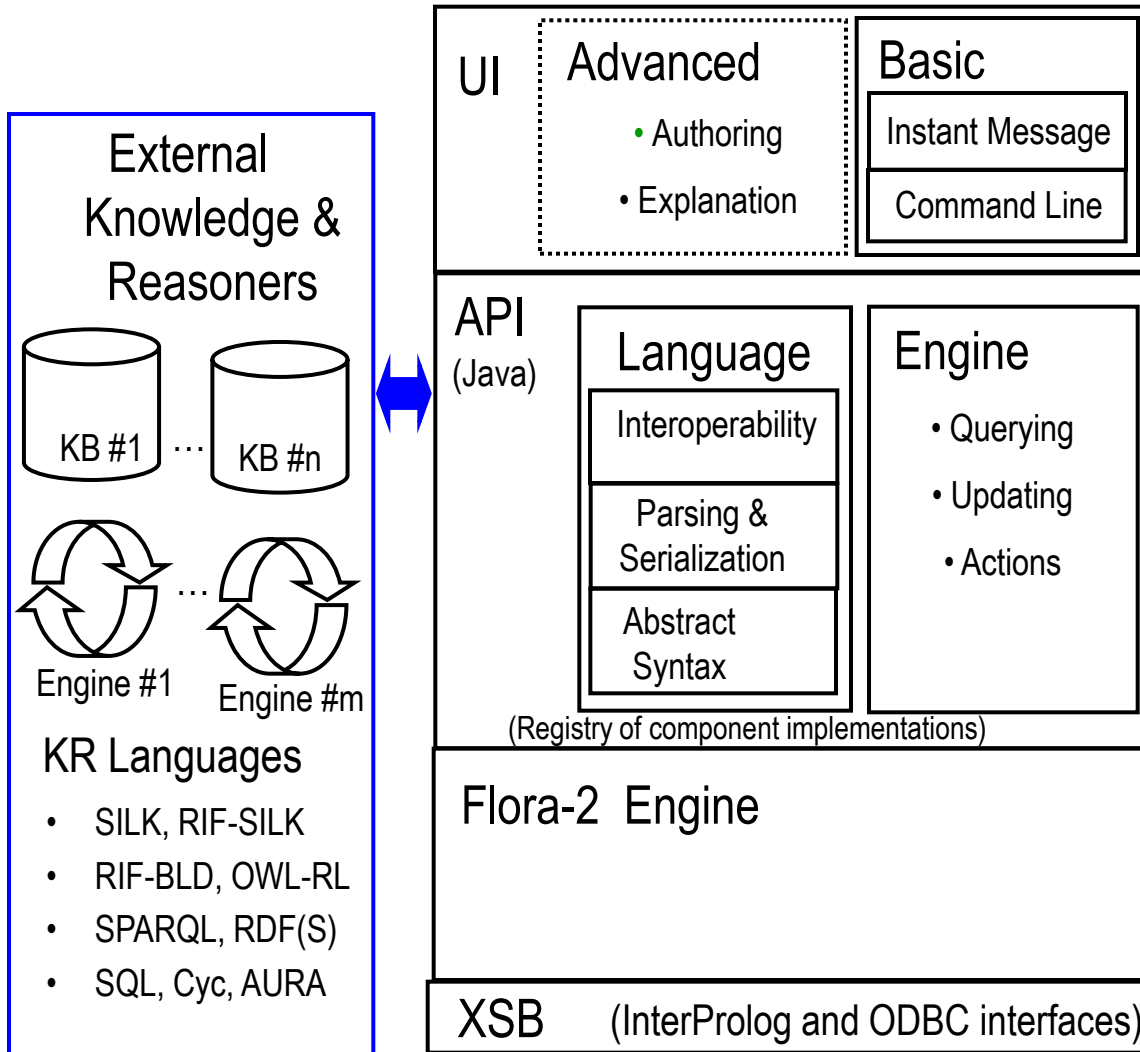 External
Knowledge &
Reasoners
KB #1
…
KB #n
…
Engine #1
Engine #m
KR Languages
• SILK, RIF-SILK
• RIF-BLD, OWL-RL
• SPARQL, RDF(S)
• SQL, Cyc, AURA
UI
Advanced
• Authoring
• Explanation
Basic
Instant Message
Command Line
API
(Java)
Language
Interoperability
Parsing &
Serialization
Abstract
Syntax
Engine
• Querying
• Updating
• Actions
(Registry of component implementations)
Flora-2 Engine
XSB (InterProlog and ODBC interfaces)